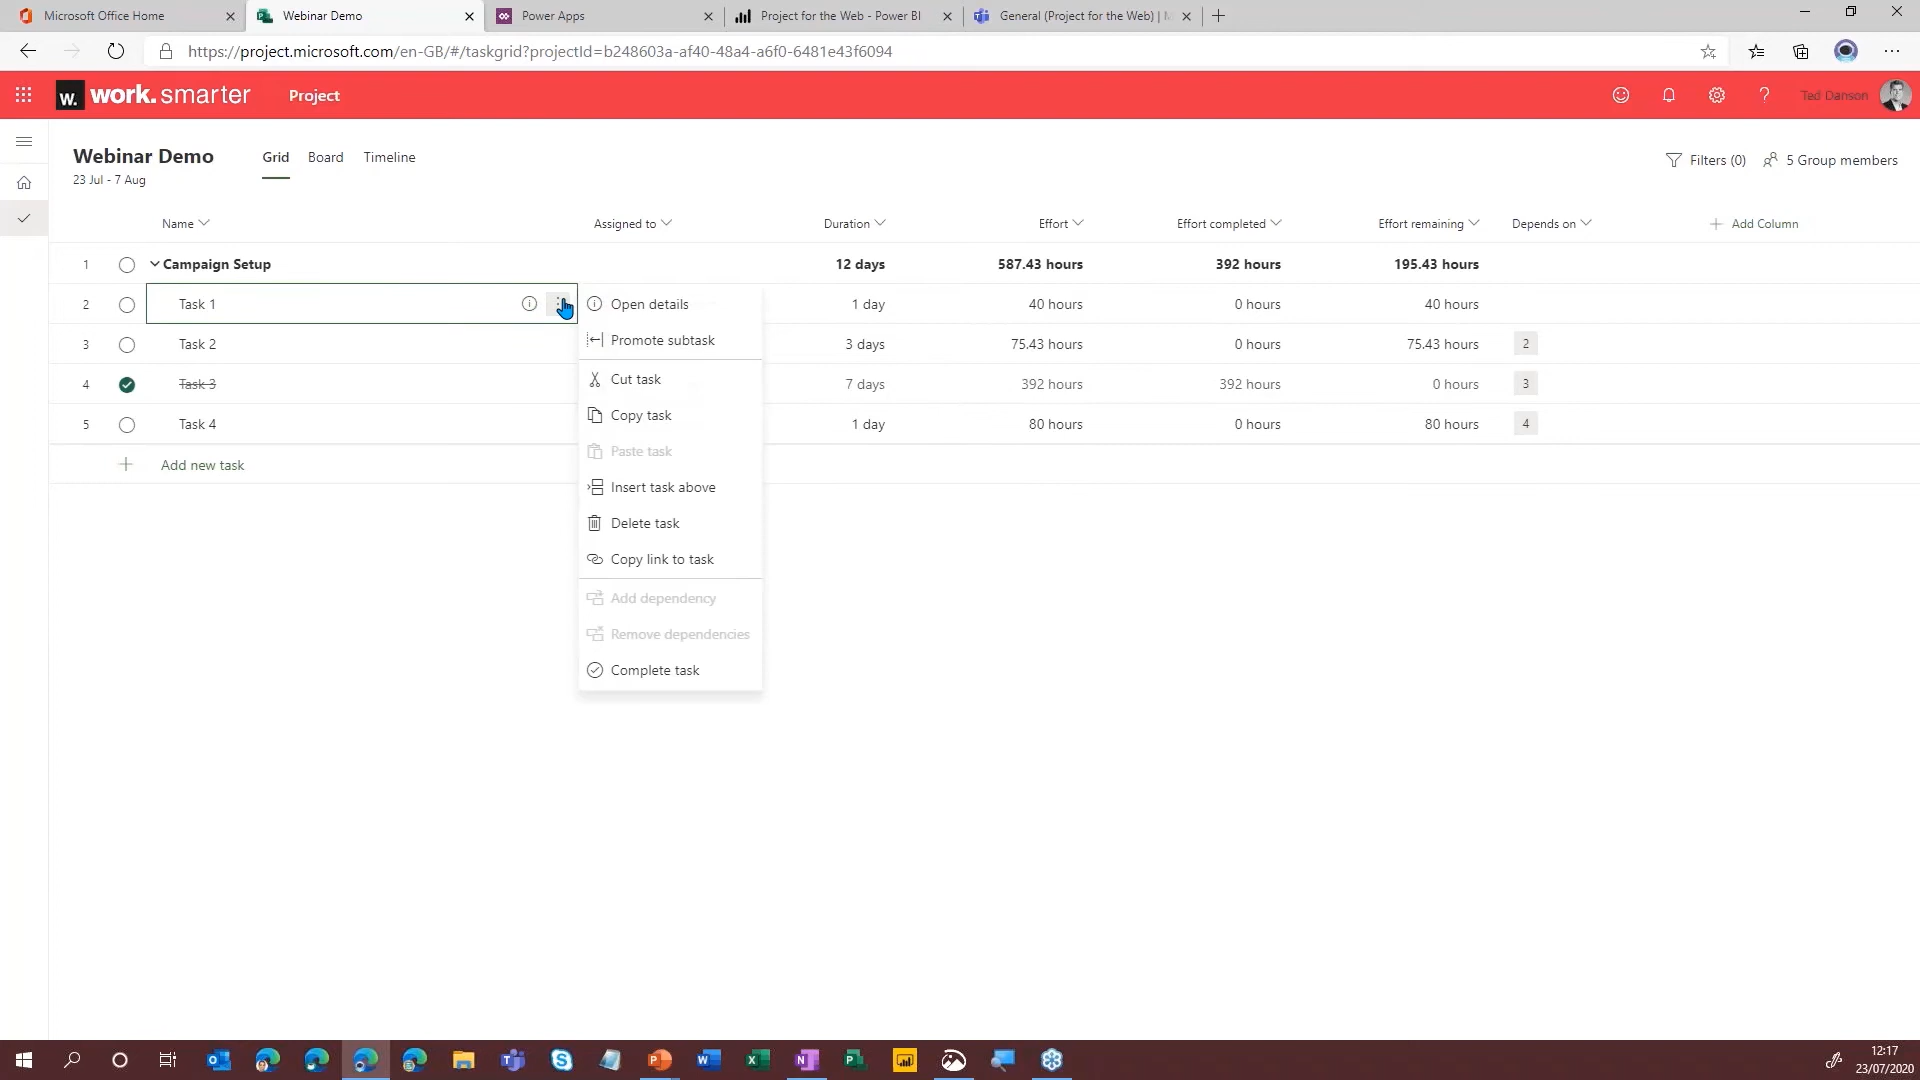 Microsoft Office Home
Webinar Demo
Power Apps
Project for the Web - Power BI
General (Project for the Web) |
https://project.microsoft.com/en-GB/#/taskgrid?projectId=b248603a-af40-48a4-a6f0-6481e43f6094
w. work. smarter
Project
Ted Danson
Webinar Demo
Grid
Board
Timeline
Filters (0)
5 Group members
23 Jul - 7 Aug
Name
Assigned to
Duration
Effort
Effort completed
Effort remaining
Depends on
Add Column
1 Campaign Setup 12 days 587.43 hours 392 hours 195.43 hours
2 Task 1 1 day 40 hours 0 hours 40 hours
3 Task 2 3 days 75.43 hours 0 hours 75.43 hours 2
4 Task 3 7 days 392 hours 392 hours 0 hours 3
5 Task 4 1 day 80 hours 0 hours 80 hours 4
Add new task
Open details
Promote subtask
Cut task
Copy task
Paste task
Insert task above
Delete task
Copy link to task
Add dependency
Remove dependencies
Complete task
12:17
23/07/2020